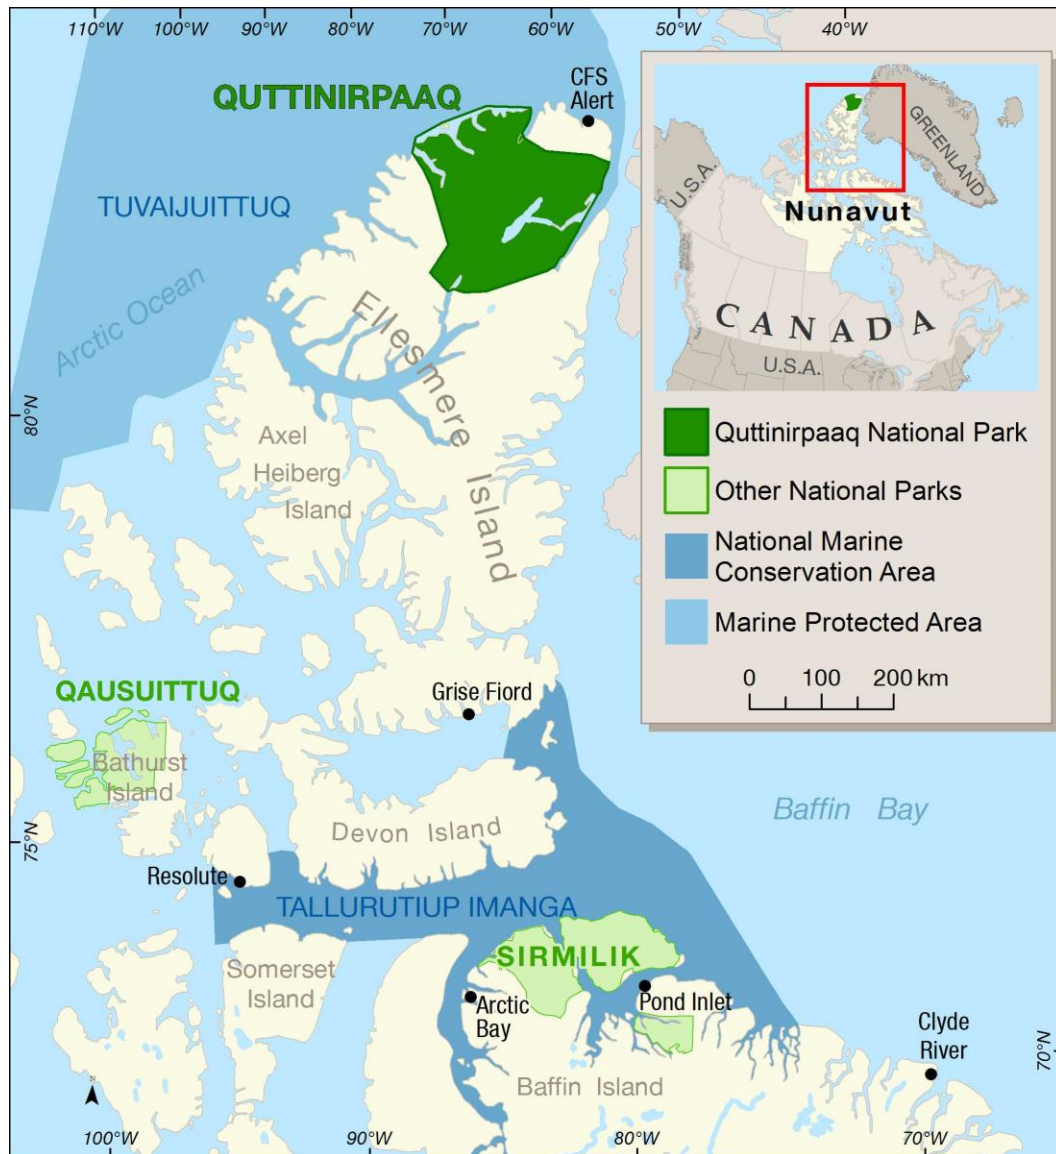 110°W
100°W
90°W
80°W
70°W
60°W
50°W
40°W
CFS
Alert
QUTTINIRPAAQ
TUVAIJUITTUQ
Arctic Ocean
Ellesmere Island
80°N
Axel
Heiberg
Island
QAUSUITTUQ
Grise Fiord
Bathurst
Island
Baffin Bay
Devon Island
75°N
Resolute
TALLURUTIUP IMANGA
SIRMILIK
Somerset
Island
Arctic
Bay
Pond Inlet
Clyde
River
70°N
Baffin Island
N
100°W
90°W
80°W
70°W
GREENLAND
U.S.A.
Nunavut
CANADA
U.S.A.
Quttinirpaaq National Park
Other National Parks
National Marine
Conservation Area
Marine Protected Area
0 100 200 km